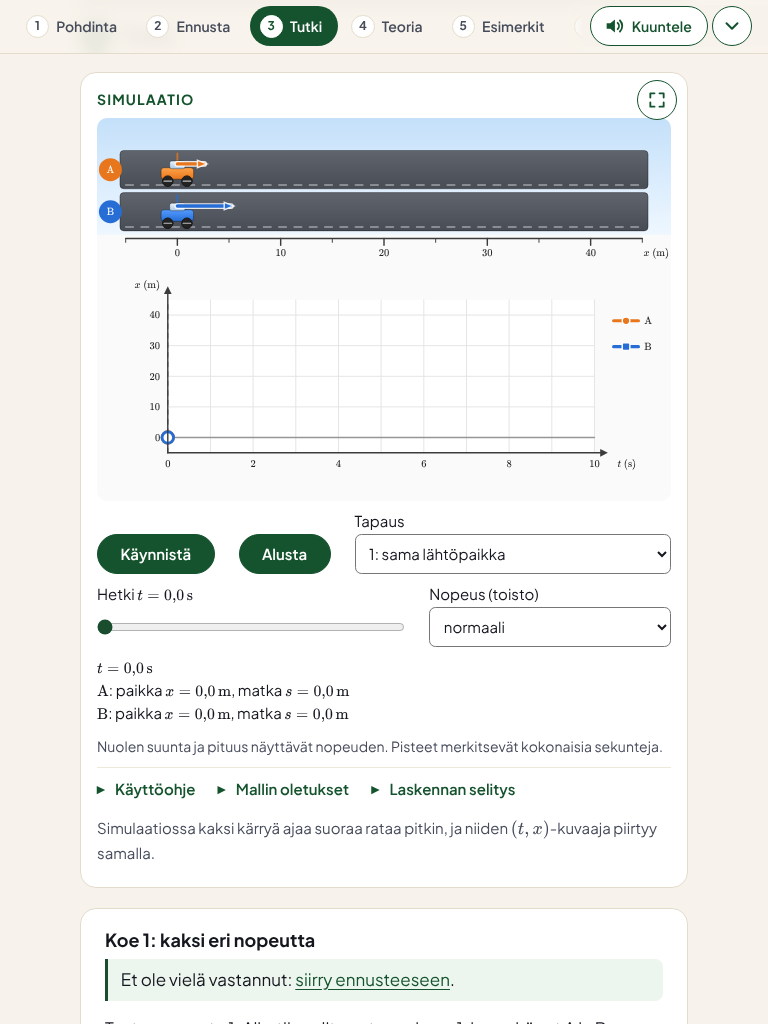 1 Pohdinta 2 Ennusta 3 Tutki 4 Teoria 5 Esimerkit Kuuntele
SIMULAATIO
A
B
0 10 20 30 40 x (m)
x (m)
40
30
20
10
0
A
B
0 2 4 6 8 10 t (s)
Tapaus
Käynnistä Alusta 1: sama lähtöpaikka
Hetki t = 0,0 s Nopeus (toisto)
normaali
t = 0,0 s
A: paikka x = 0,0 m, matka s = 0,0 m
B: paikka x = 0,0 m, matka s = 0,0 m
Nuolen suunta ja pituus näyttävät nopeuden. Pisteet merkitsevät kokonaisia sekunteja.
Käyttöohje Mallin oletukset Laskennan selitys
Simulaatiossa kaksi kärryä ajaa suoraa rataa pitkin, ja niiden (t, x)-kuvaaja piirtyy
samalla.
Koe 1: kaksi eri nopeutta
Et ole vielä vastannut: siirry ennusteeseen.